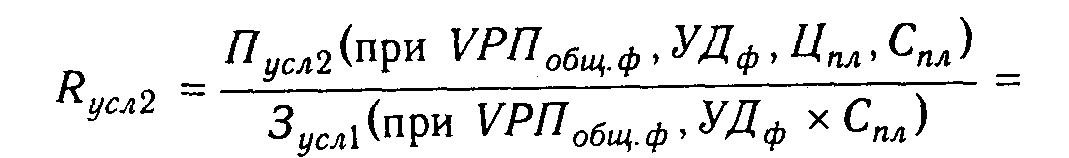 R усл2 = П усл2 (при VРП общ.ф , УД ф , Ц пл , С пл )
З усл1 (при VРП общ.ф , УД ф × С пл ) =